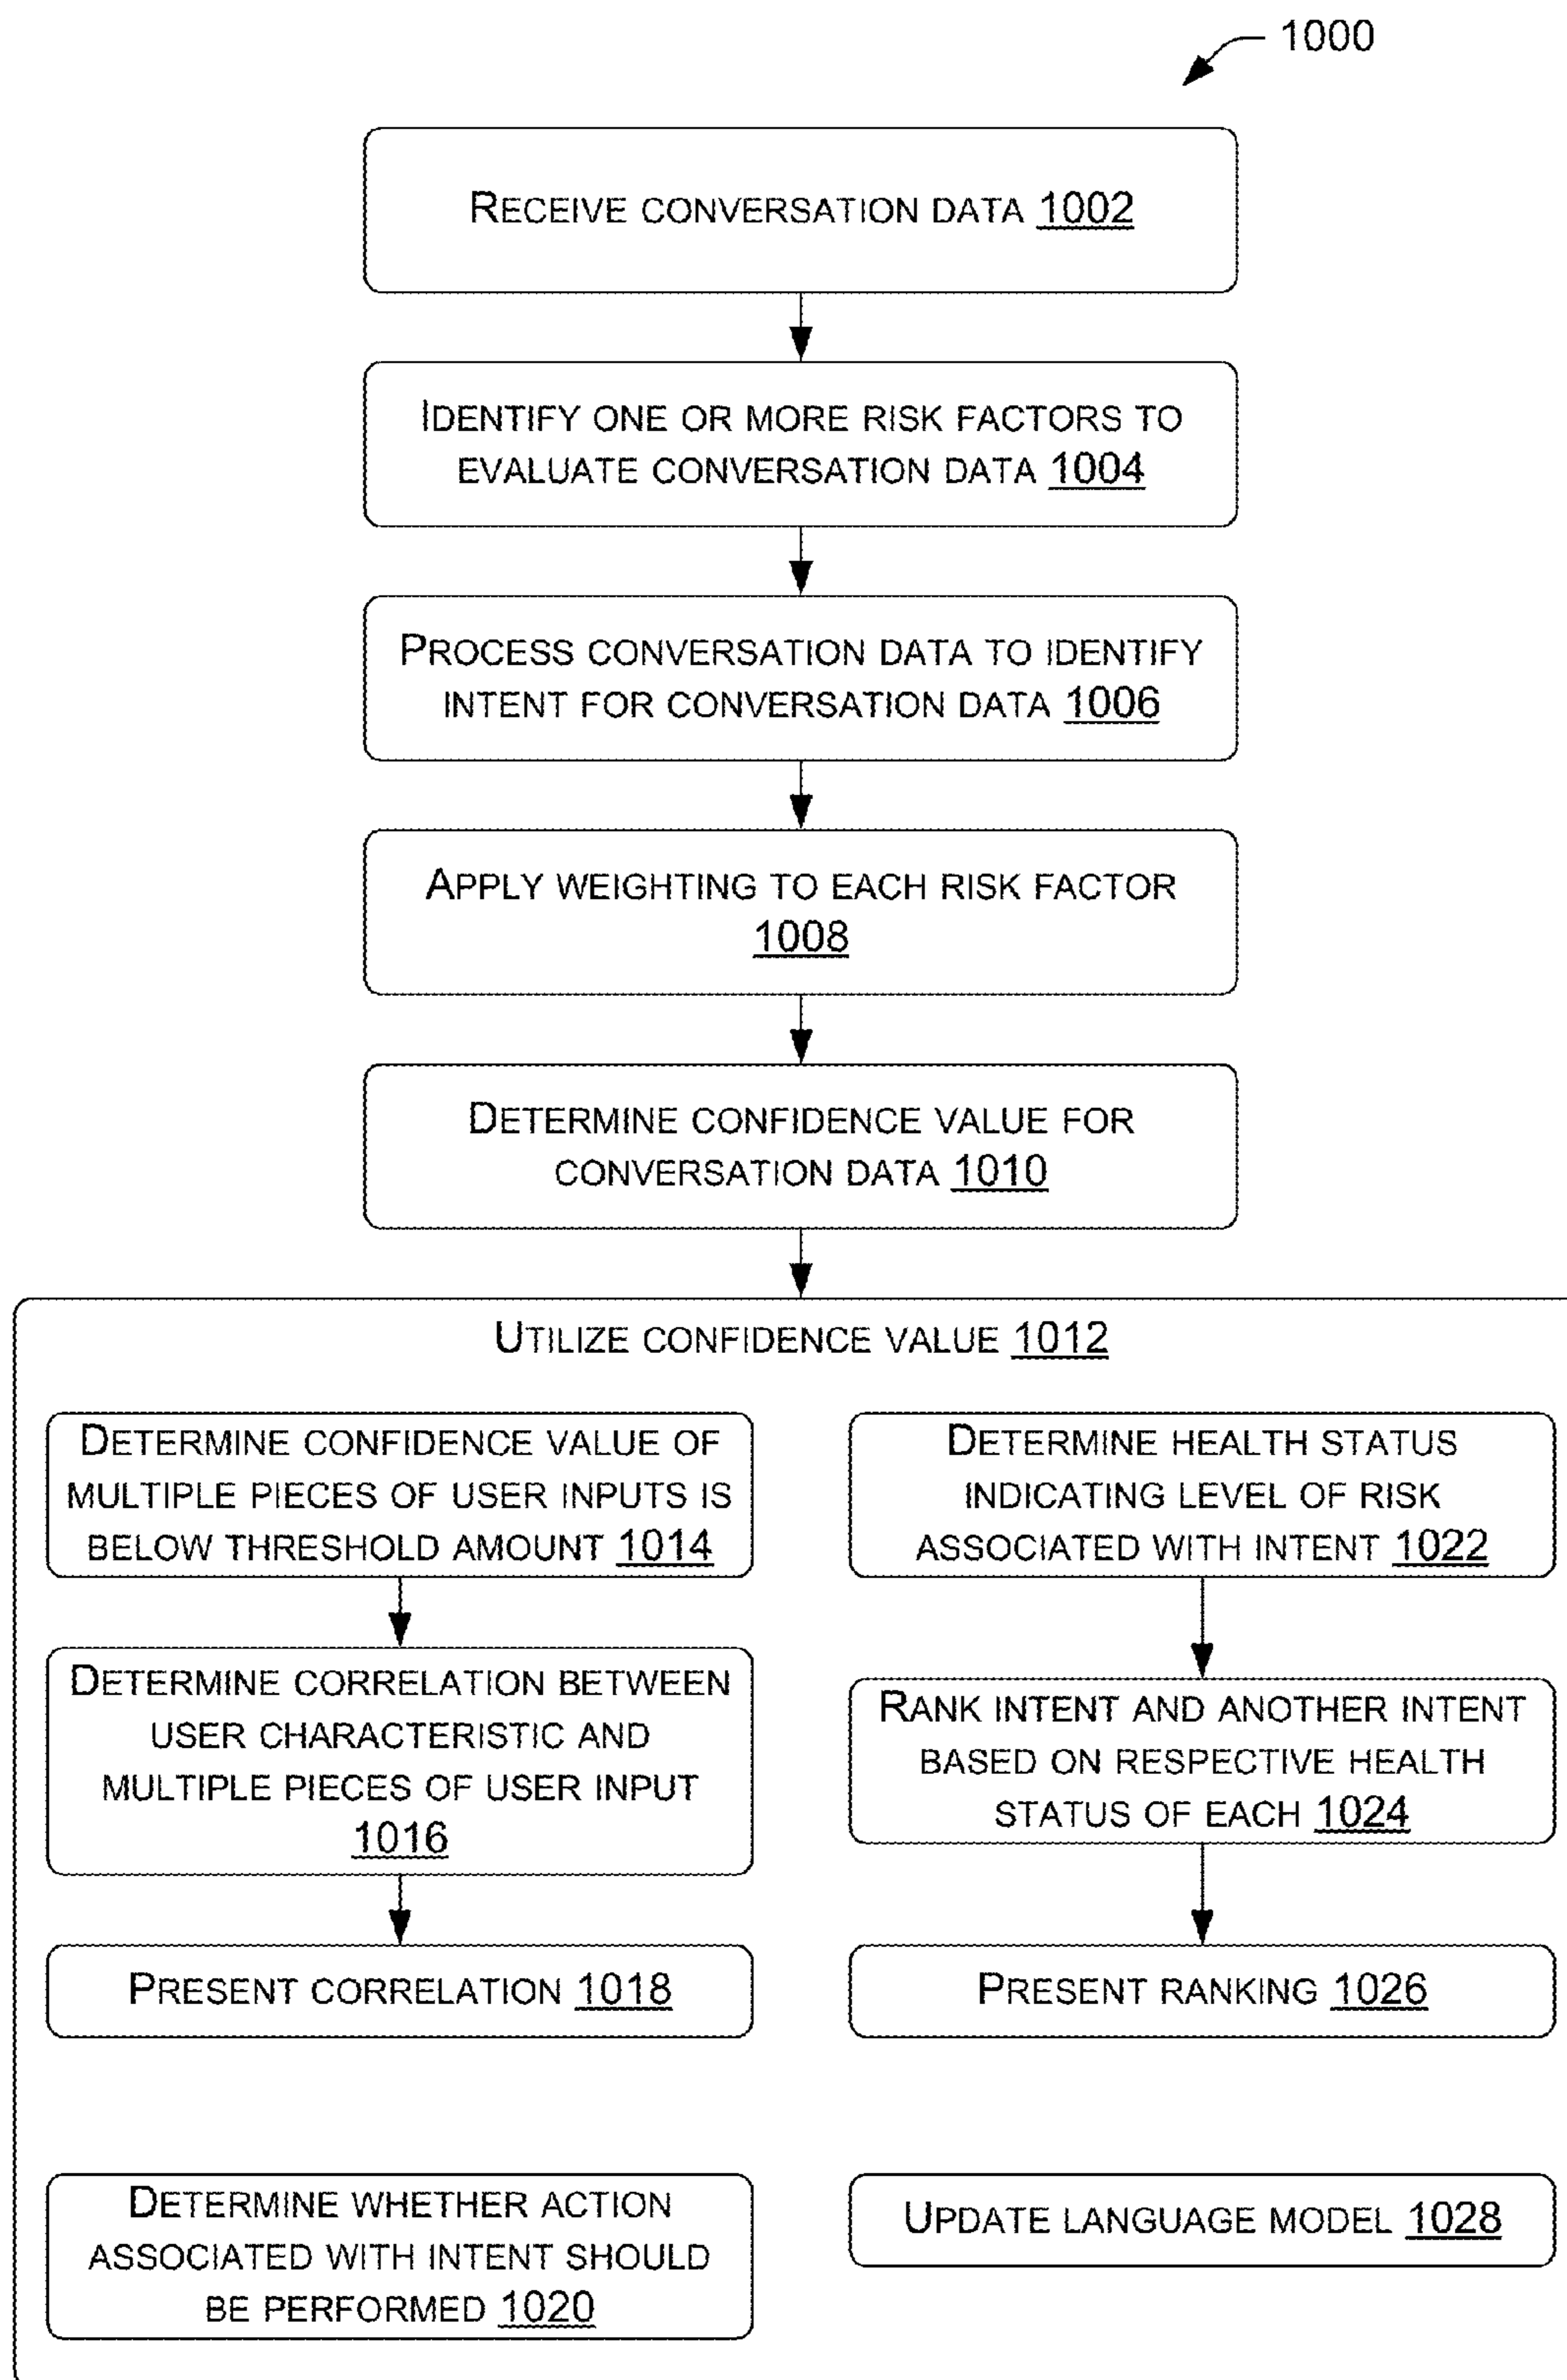 1000
RECEIVE CONVERSATION DATA 1002
IDENTIFY ONE OR MORE RISK FACTORS TO
EVALUATE CONVERSATION DATA 1004
PROCESS CONVERSATION DATA TO IDENTIFY
INTENT FOR CONVERSATION DATA 1006
APPLY WEIGHTING TO EACH RISK FACTOR
1008
DETERMINE CONFIDENCE VALUE FOR
CONVERSATION DATA 1010
UTILIZE CONFIDENCE VALUE 1012
DETERMINE CONFIDENCE VALUE OF
MULTIPLE PIECES OF USER INPUTS IS
BELOW THRESHOLD AMOUNT 1014
DETERMINE CORRELATION BETWEEN
USER CHARACTERISTIC AND
MULTIPLE PIECES OF USER INPUT
1016
PRESENT CORRELATION 1018
DETERMINE WHETHER ACTION
ASSOCIATED WITH INTENT SHOULD
BE PERFORMED 1020
DETERMINE HEALTH STATUS
INDICATING LEVEL OF RISK
ASSOCIATED WITH INTENT 1022
RANK INTENT AND ANOTHER INTENT
BASED ON RESPECTIVE HEALTH
STATUS OF EACH 1024
PRESENT RANKING 1026
UPDATE LANGUAGE MODEL 1028